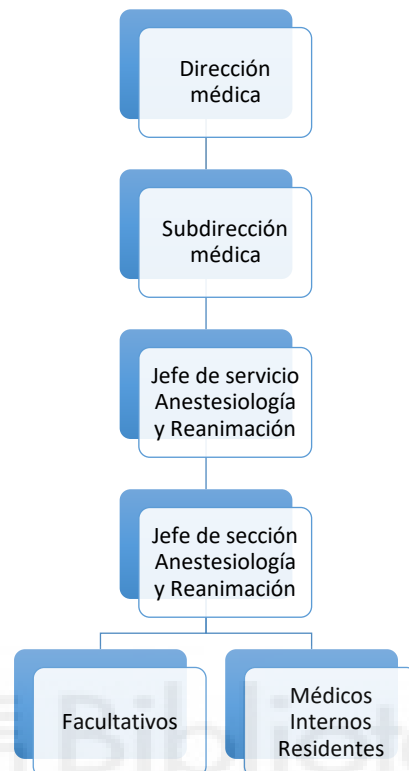 Dirección
médica
Subdirección
médica
Jefe de servicio
Anestesiología
y Reanimación
Jefe de sección
Anestesiología
y Reanimación
Facultativos
Médicos
Internos
Residentes